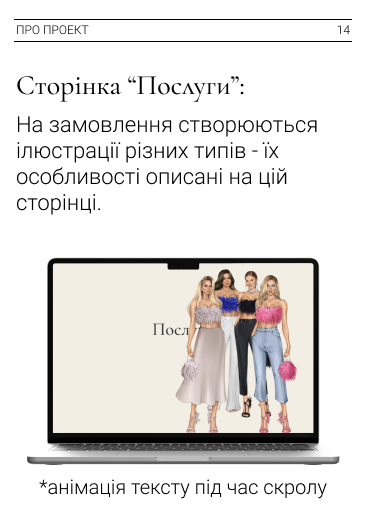 ПРО ПРОЕКТ 14
Сторінка “Послуги”:
На замовлення створюються
ілюстрації різних типів - їх
особливості описані на цій
сторінці.
Посл
*анімація тексту під час скролу